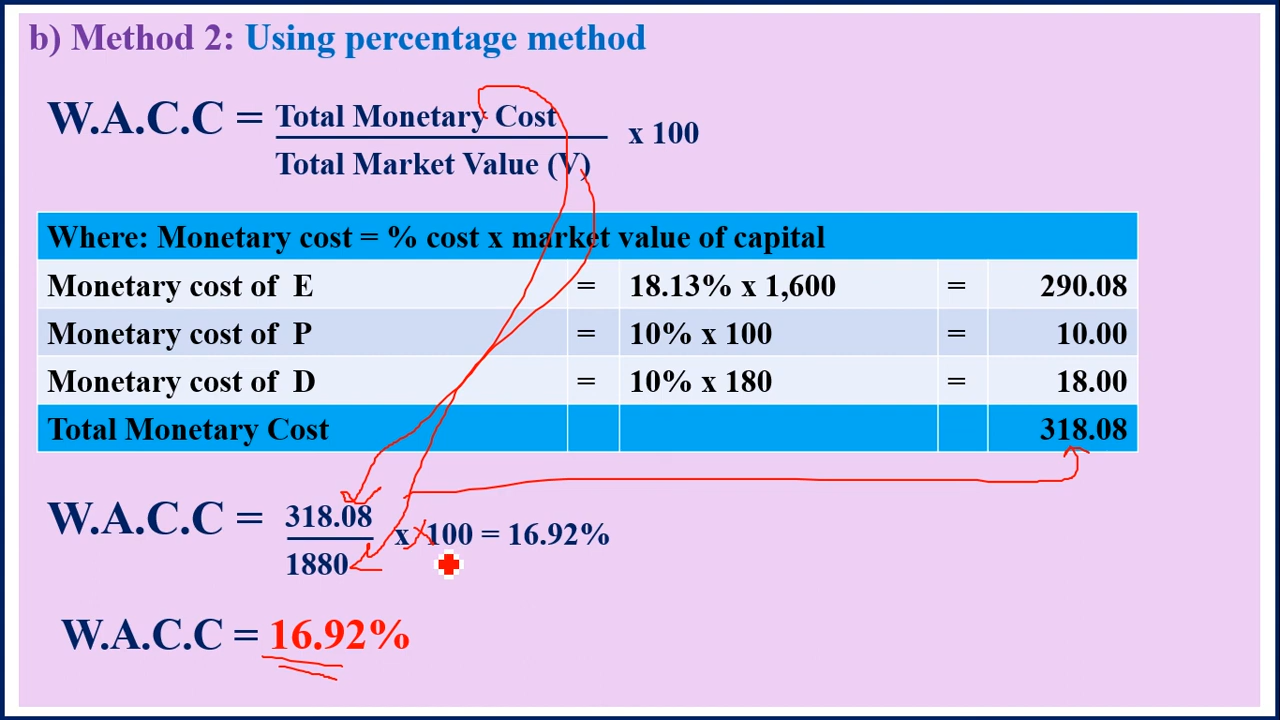 b) Method 2: Using percentage method
W.A.C.C = Total Monetary Cost
Total Market Value (V)
x 100
Where: Monetary cost = % cost x market value of capital
Monetary cost of E = 18.13% x 1,600 = 290.08
Monetary cost of P = 10% x 100 = 10.00
Monetary cost of D = 10% x 180 = 18.00
Total Monetary Cost 318.08
W.A.C.C = 318.08
1880
x 100 = 16.92%
W.A.C.C = 16.92%